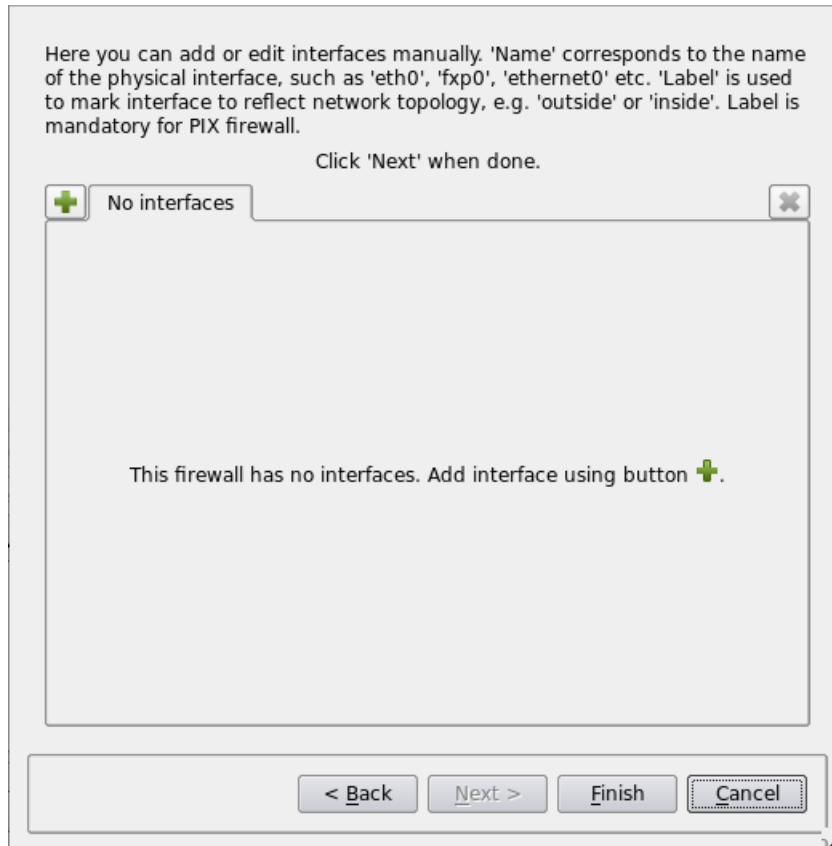 Here you can add or edit interfaces manually. 'Name' corresponds to the name
of the physical interface, such as 'eth0', 'fxp0', 'ethernet0' etc. 'Label' is used
to mark interface to reflect network topology, e.g. 'outside' or 'inside'. Label is
mandatory for PIX firewall.
Click 'Next' when done.
No interfaces
This firewall has no interfaces. Add interface using button .
< Back Next > Finish Cancel